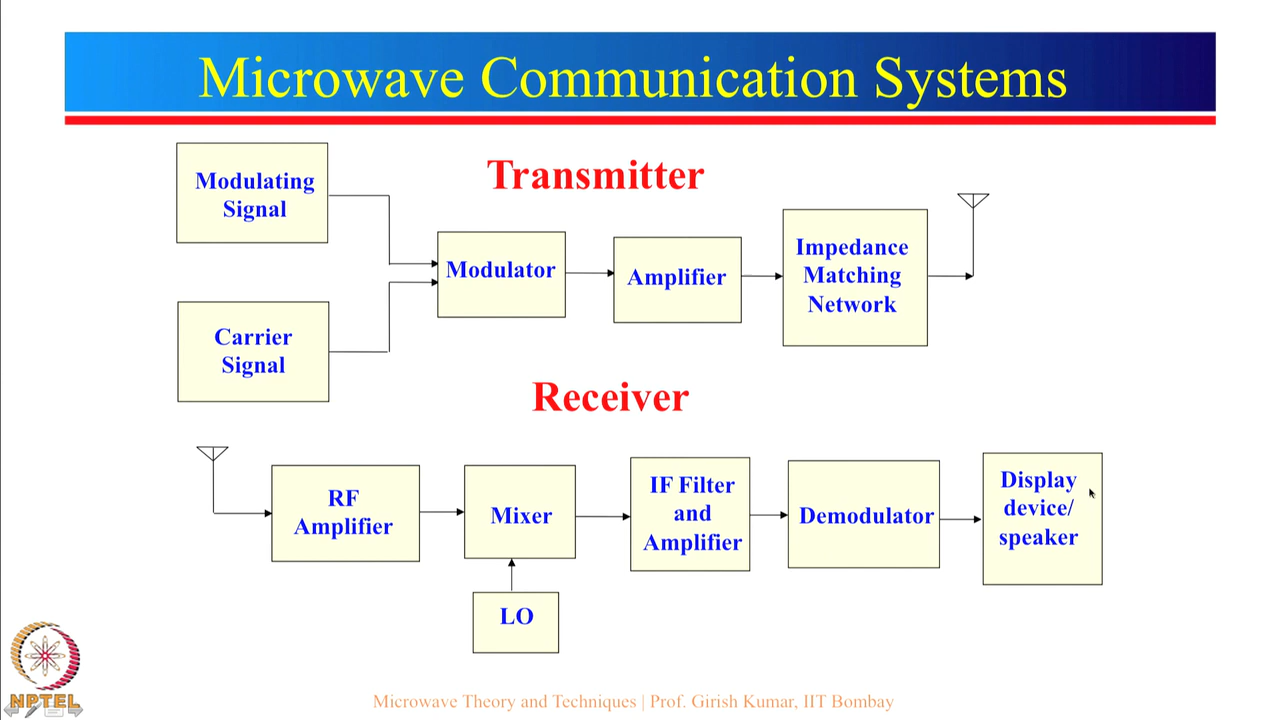 Microwave Communication Systems
Transmitter
Modulating
Signal
Carrier
Signal
Modulator
Amplifier
Impedance
Matching
Network
Receiver
RF
Amplifier
Mixer
LO
IF Filter
and
Amplifier
Demodulator
Display
device/
speaker
NPTEL
Microwave Theory and Techniques | Prof. Girish Kumar, IIT Bombay